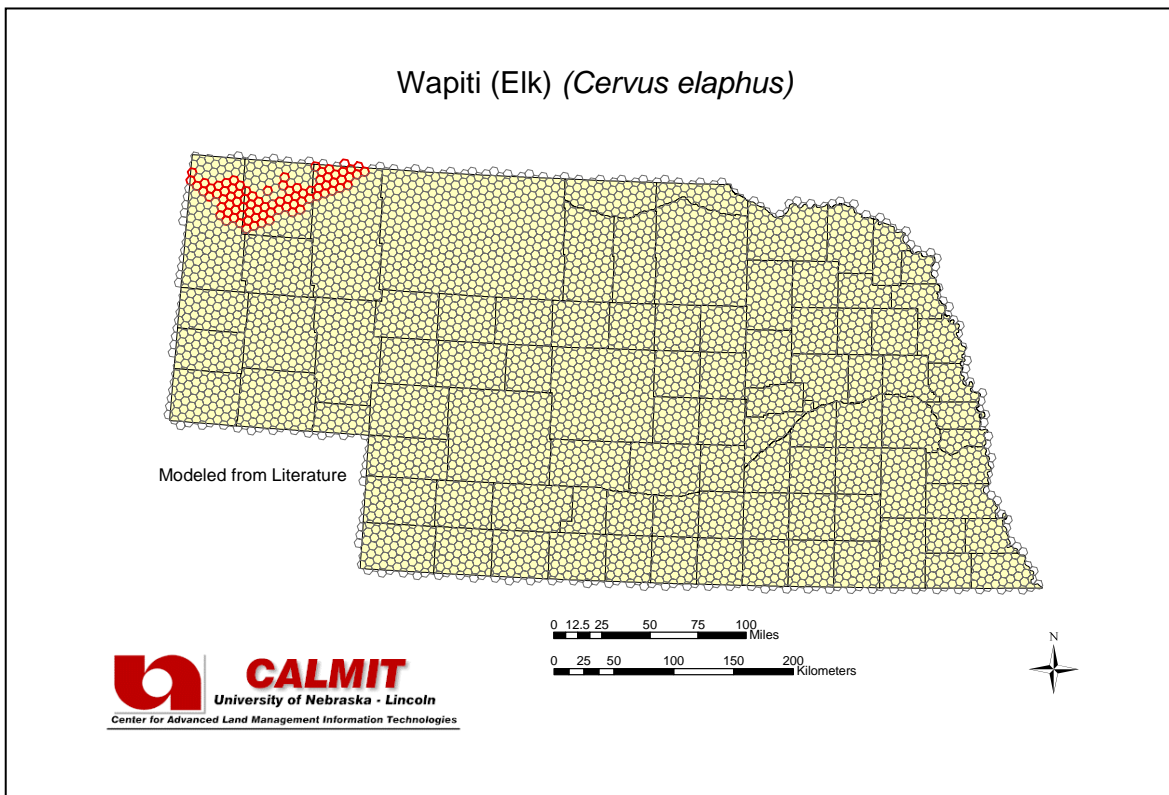 Wapiti (Elk) (Cervus elaphus)
Modeled from Literature
0 12.5 25 50 75 100
Miles
0 25 50 100 150 200
Kilometers
N
CALMIT
University of Nebraska - Lincoln
Center for Advanced Land Management Information Technologies